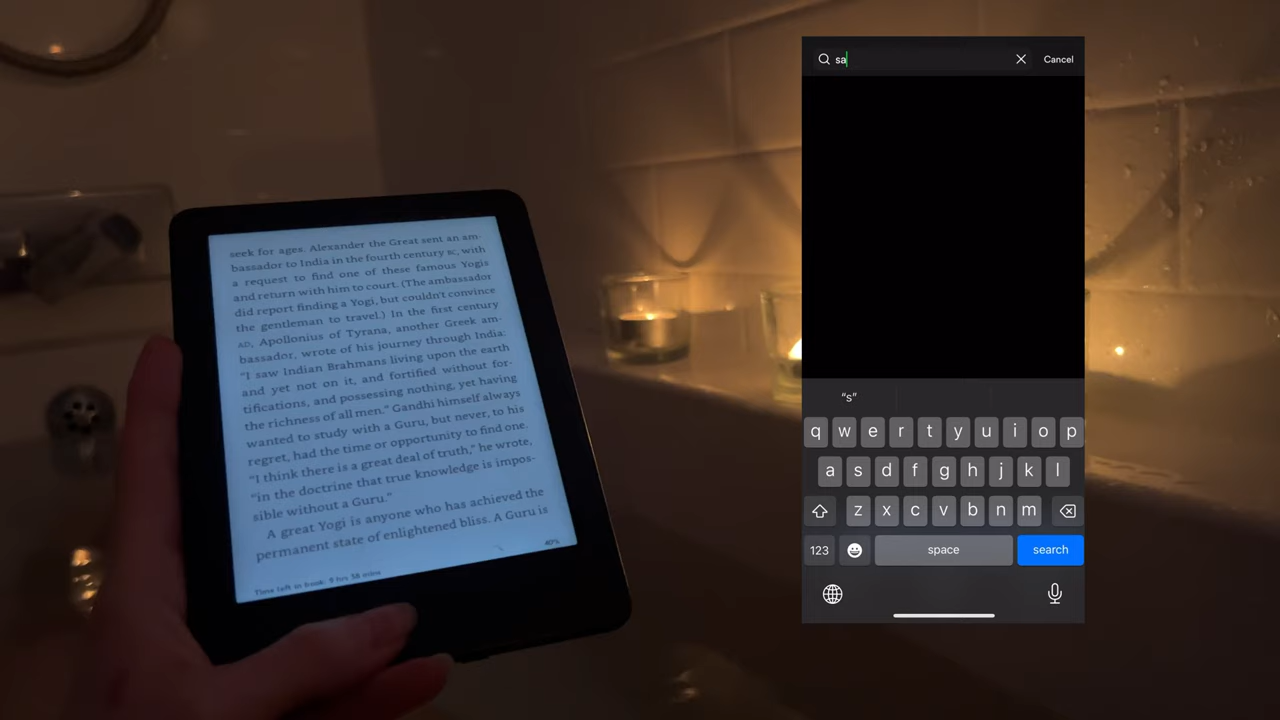 seek for ages. Alexander the Great sent an am-
bassador to India in the fourth century BC, with
a request to find one of these famous Yogis
and return with him to court. (The ambassador
did report finding a Yogi, but couldn't convince
the gentleman to travel.) In the first century
AD, Apollonius of Tyrana, another Greek am-
bassador, wrote of his journey through India:
“I saw Indian Brahmans living upon the earth
and yet not on it, and fortified without for-
tifications, and possessing nothing, yet having
the richness of all men.” Gandhi himself always
wanted to study with a Guru, but never, to his
regret, had the time or opportunity to find one.
“I think there is a great deal of truth,” he wrote,
“in the doctrine that true knowledge is impos-
sible without a Guru.”
A great Yogi is anyone who has achieved the
permanent state of enlightened bliss. A Guru is
Time left in book: 9 hrs 58 mins 40%
sa Cancel
“s”
q w e r t y u i o p
a s d f g h j k l
z x c v b n m
123 space search